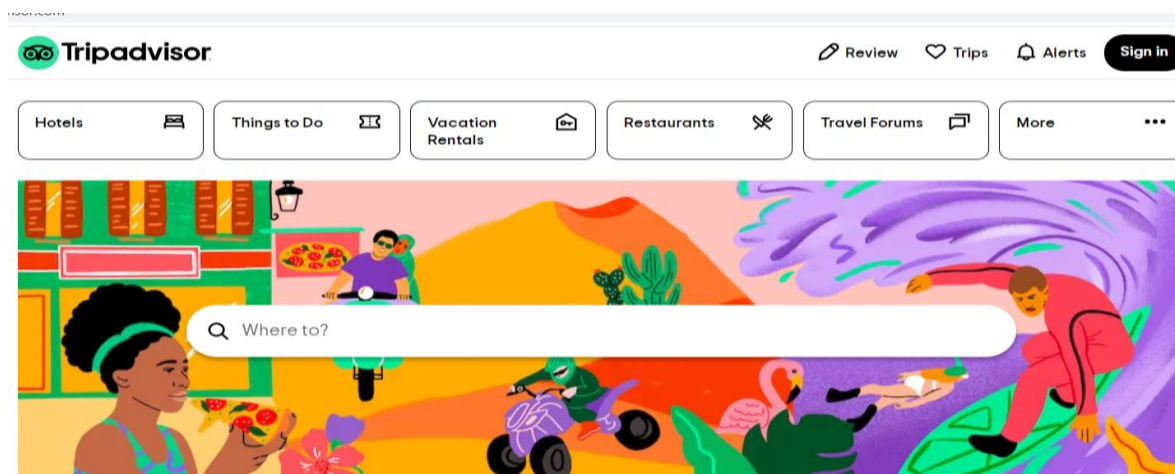 Tripadvisor
Review
Trips
Alerts
Sign in
Hotels
Things to Do
Vacation
Rentals
Restaurants
Travel Forums
More
Where to?